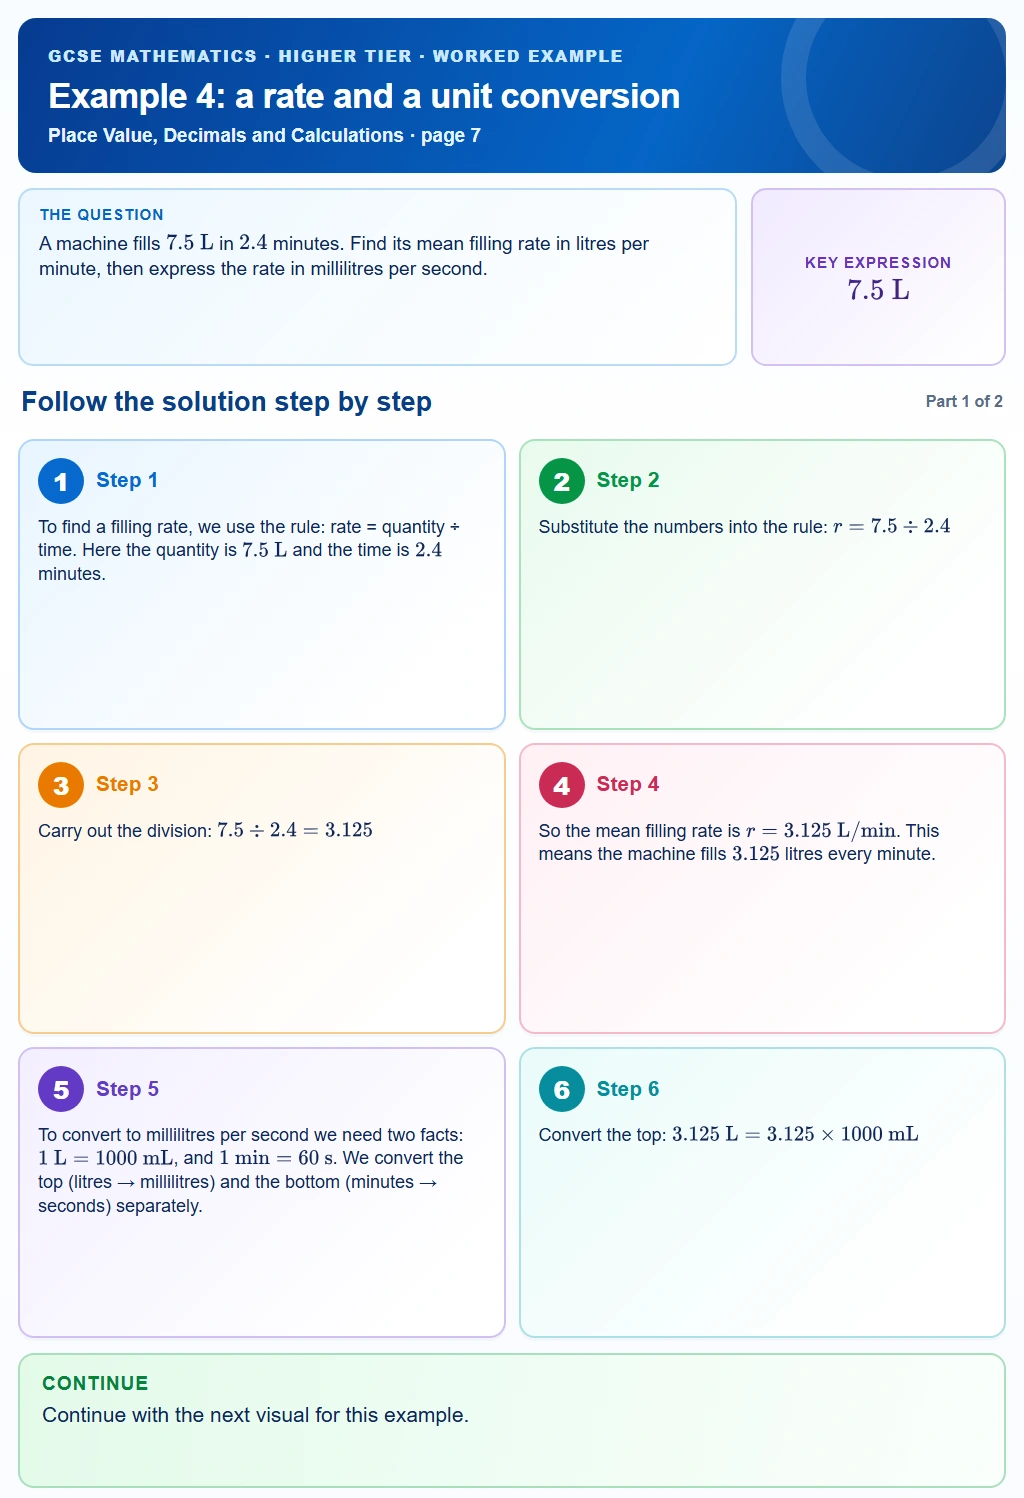 GCSE MATHEMATICS · HIGHER TIER · WORKED EXAMPLE
Example 4: a rate and a unit conversion
Place Value, Decimals and Calculations · page 7
THE QUESTION
A machine fills 7.5 L in 2.4 minutes. Find its mean filling rate in litres per
minute, then express the rate in millilitres per second.
KEY EXPRESSION
7.5 L
Follow the solution step by step
Part 1 of 2
1 Step 1
To find a filling rate, we use the rule: rate = quantity ÷
time. Here the quantity is 7.5 L and the time is 2.4
minutes.
2 Step 2
Substitute the numbers into the rule: r = 7.5 ÷ 2.4
3 Step 3
Carry out the division: 7.5 ÷ 2.4 = 3.125
4 Step 4
So the mean filling rate is r = 3.125 L/min. This
means the machine fills 3.125 litres every minute.
5 Step 5
To convert to millilitres per second we need two facts:
1 L = 1000 mL, and 1 min = 60 s. We convert the
top (litres → millilitres) and the bottom (minutes →
seconds) separately.
6 Step 6
Convert the top: 3.125 L = 3.125 × 1000 mL
CONTINUE
Continue with the next visual for this example.